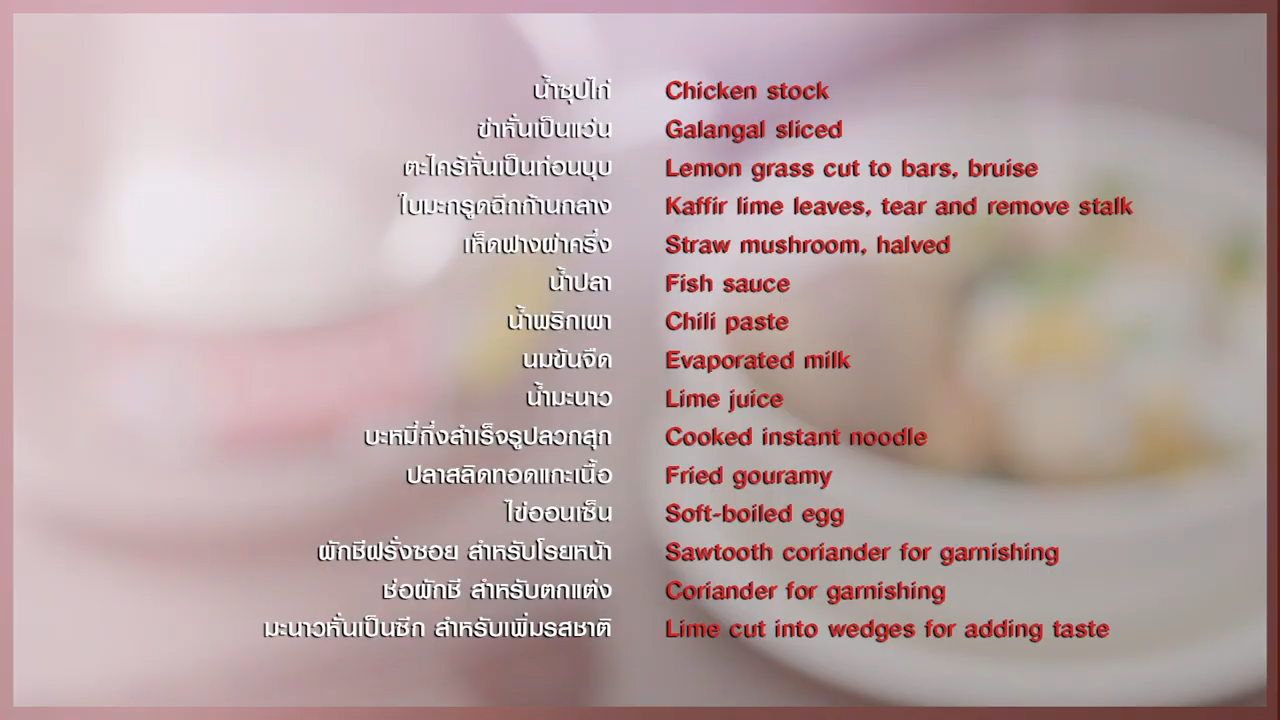 น้ำซุปไก่ Chicken stock
ข่าหั่นเป็นแว่น Galangal sliced
ตะไคร้หั่นเป็นท่อนบุบ Lemon grass cut to bars, bruise
ใบมะกรูดฉีกก้านกลาง Kaffir lime leaves, tear and remove stalk
เห็ดฟางผ่าครึ่ง Straw mushroom, halved
น้ำปลา Fish sauce
น้ำพริกเผา Chili paste
นมข้นจืด Evaporated milk
น้ำมะนาว Lime juice
บะหมี่กึ่งสำเร็จรูปลวกสุก Cooked instant noodle
ปลาสลิดทอดแกะเนื้อ Fried gouramy
ไข่ออนเซ็น Soft-boiled egg
ผักชีฝรั่งซอย สำหรับโรยหน้า Sawtooth coriander for garnishing
ช่อผักชี สำหรับตกแต่ง Coriander for garnishing
มะนาวหั่นเป็นซีก สำหรับเพิ่มรสชาติ Lime cut into wedges for adding taste